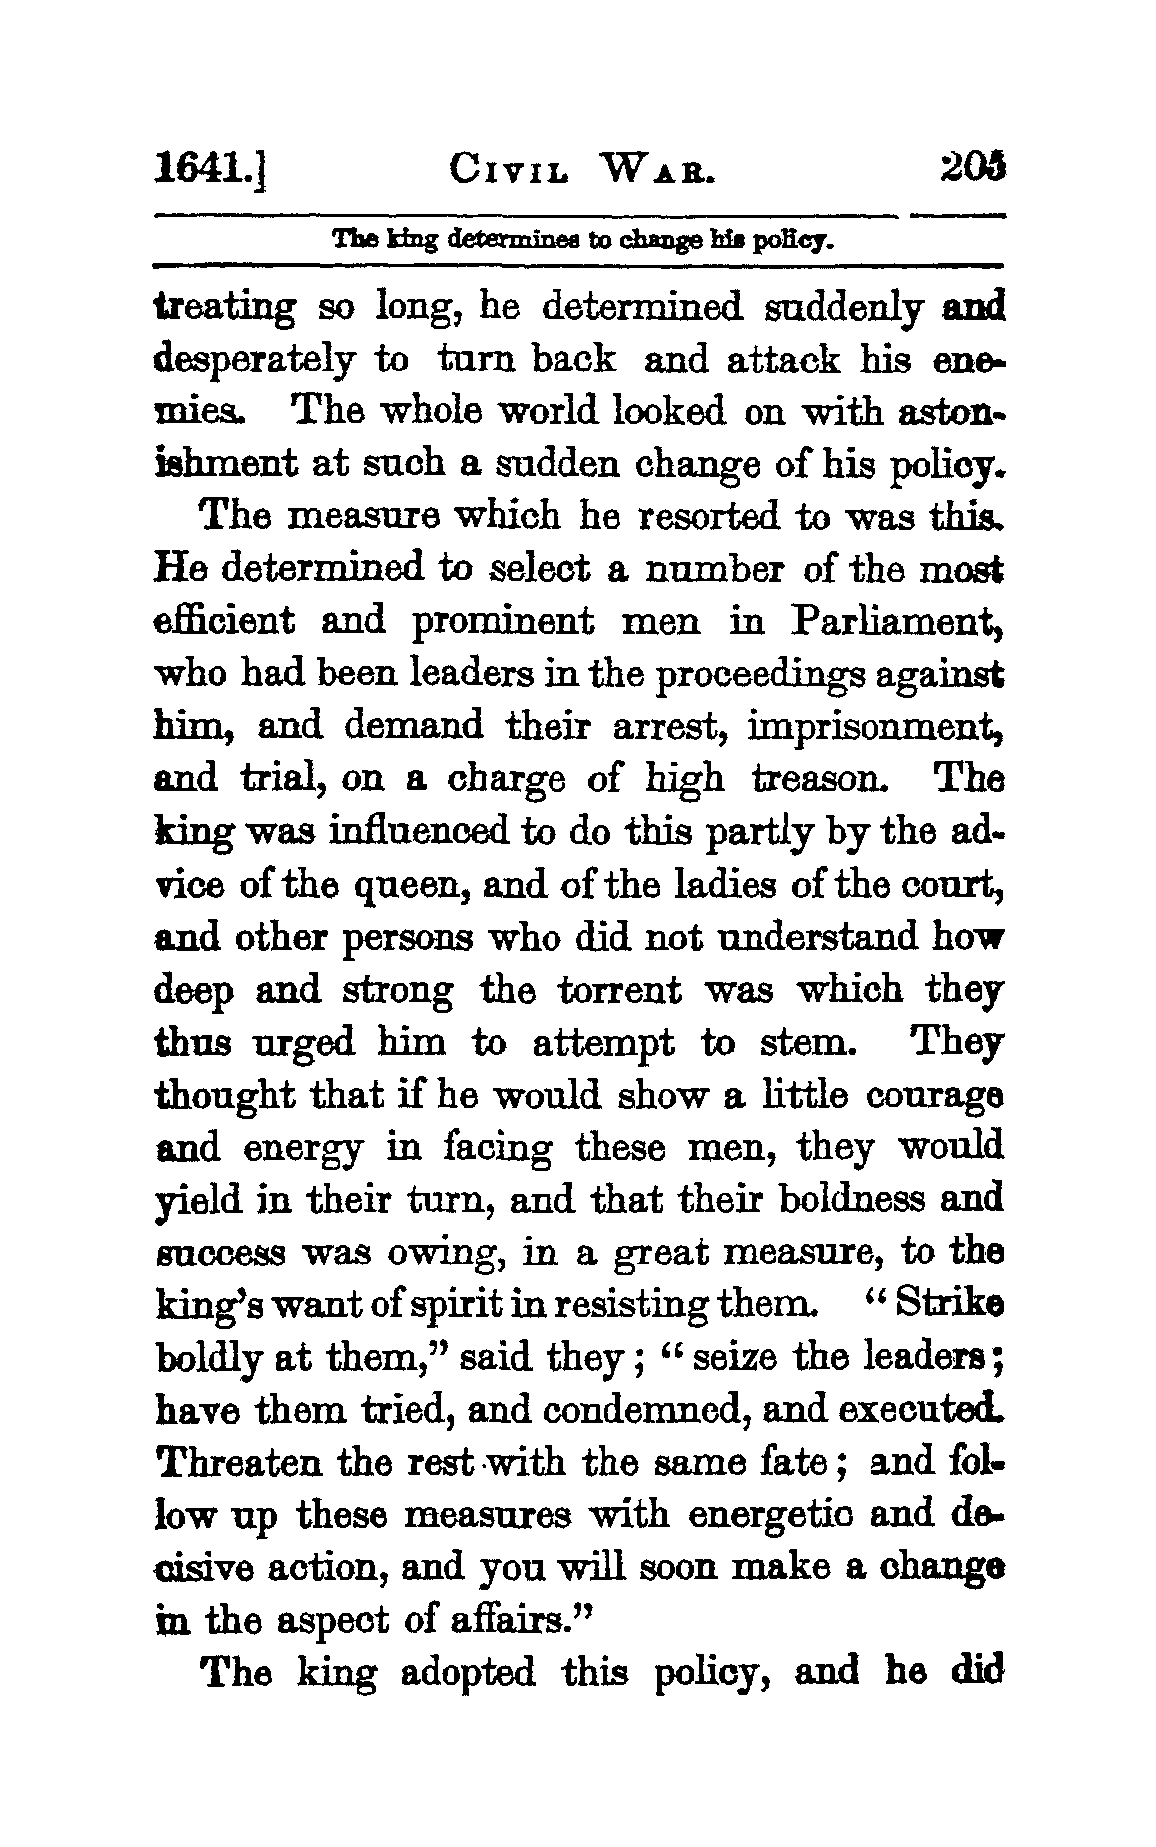 1641.] CIVIL WAR. 205
The king determines to change his policy.
treating so long, he determined suddenly and
desperately to turn back and attack his ene-
mies. The whole world looked on with aston-
ishment at such a sudden change of his policy.
The measure which he resorted to was this.
He determined to select a number of the most
efficient and prominent men in Parliament,
who had been leaders in the proceedings against
him, and demand their arrest, imprisonment,
and trial, on a charge of high treason. The
king was influenced to do this partly by the ad-
vice of the queen, and of the ladies of the court,
and other persons who did not understand how
deep and strong the torrent was which they
thus urged him to attempt to stem. They
thought that if he would show a little courage
and energy in facing these men, they would
yield in their turn, and that their boldness and
success was owing, in a great measure, to the
king's want of spirit in resisting them. "Strike
boldly at them," said they; "seize the leaders;
have them tried, and condemned, and executed.
Threaten the rest with the same fate; and fol-
low up these measures with energetic and de-
cisive action, and you will soon make a change
in the aspect of affairs."
The king adopted this policy, and he did